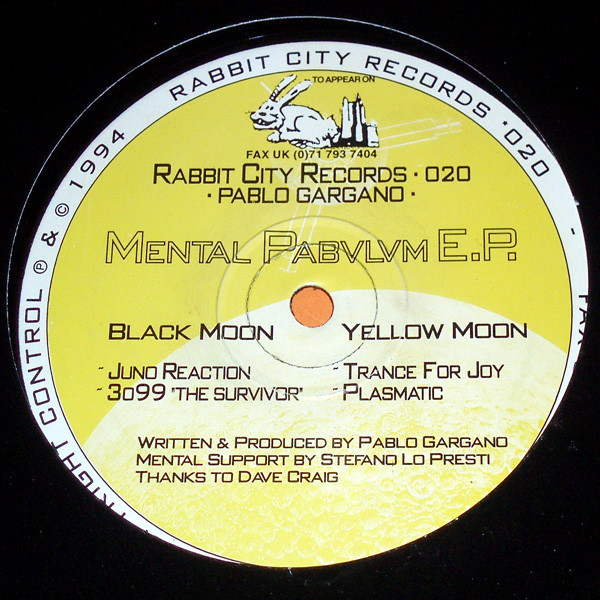 RABBIT CITY RECORDS · 020
RIGHT CONTROL ℗ & © 1994
FAX
TO APPEAR ON
FAX UK (0)71 793 7404
RABBIT CITY RECORDS · 020
· PABLO GARGANO ·
MENTAL PABVLVM E.P.
BLACK MOON
- JUNO REACTION
- 3099 "THE SURVIVOR"
YELLOW MOON
- TRANCE FOR JOY
- PLASMATIC
WRITTEN & PRODUCED BY PABLO GARGANO
MENTAL SUPPORT BY STEFANO LO PRESTI
THANKS TO DAVE CRAIG